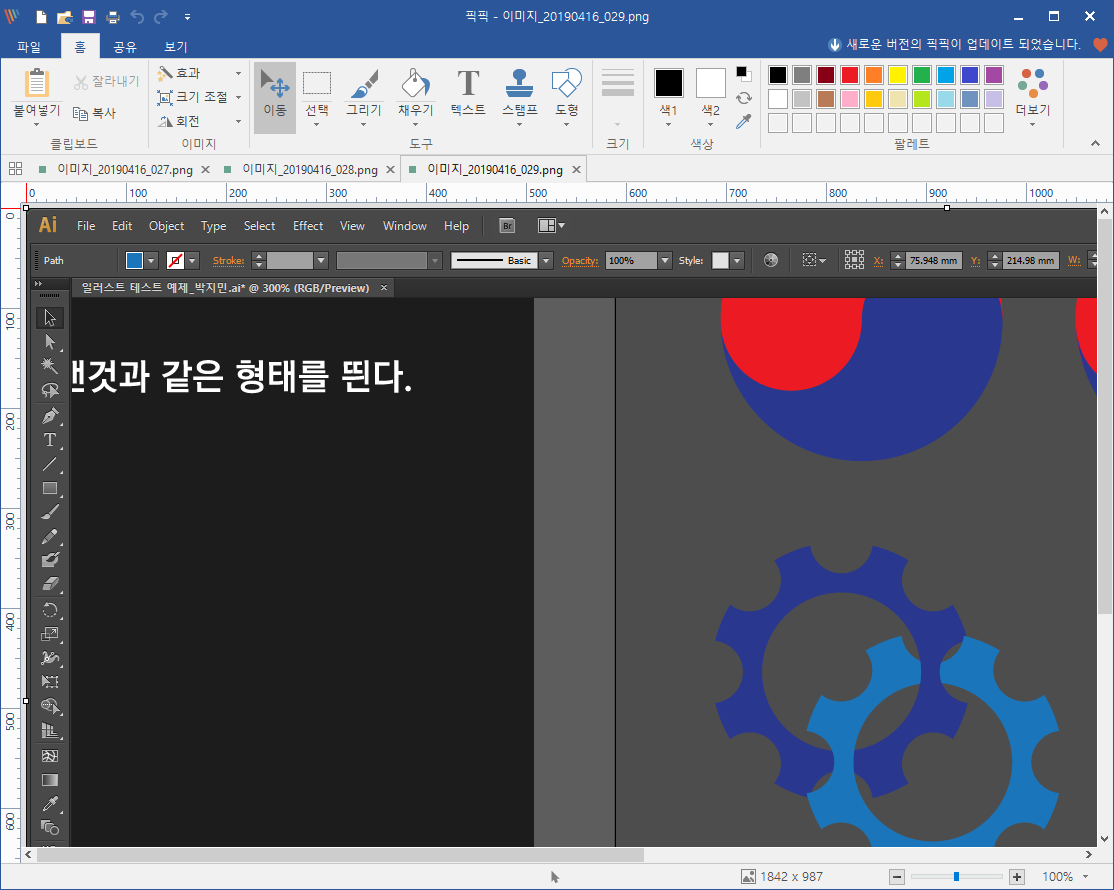 픽픽 - 이미지_20190416_029.png
파일 홈 공유 보기 새로운 버전의 픽픽이 업데이트 되었습니다.
붙여넣기 잘라내기 복사
클립보드
효과
크기 조절
회전
이미지
이동 선택 그리기 채우기 텍스트 스탬프 도형
도구
크기
색1 색2
색상
더보기
팔레트
이미지_20190416_027.png 이미지_20190416_028.png 이미지_20190416_029.png
0 100 200 300 400 500 600 700 800 900 1000
Ai File Edit Object Type Select Effect View Window Help Br
Path Stroke: Basic Opacity: 100% Style: X: 75.948 mm Y: 214.98 mm W:
일러스트 테스트 예제_박지민.ai* @ 300% (RGB/Preview)
것과 같은 형태를 띈다.
0
100
200
300
400
500
600
1842 x 987 100%